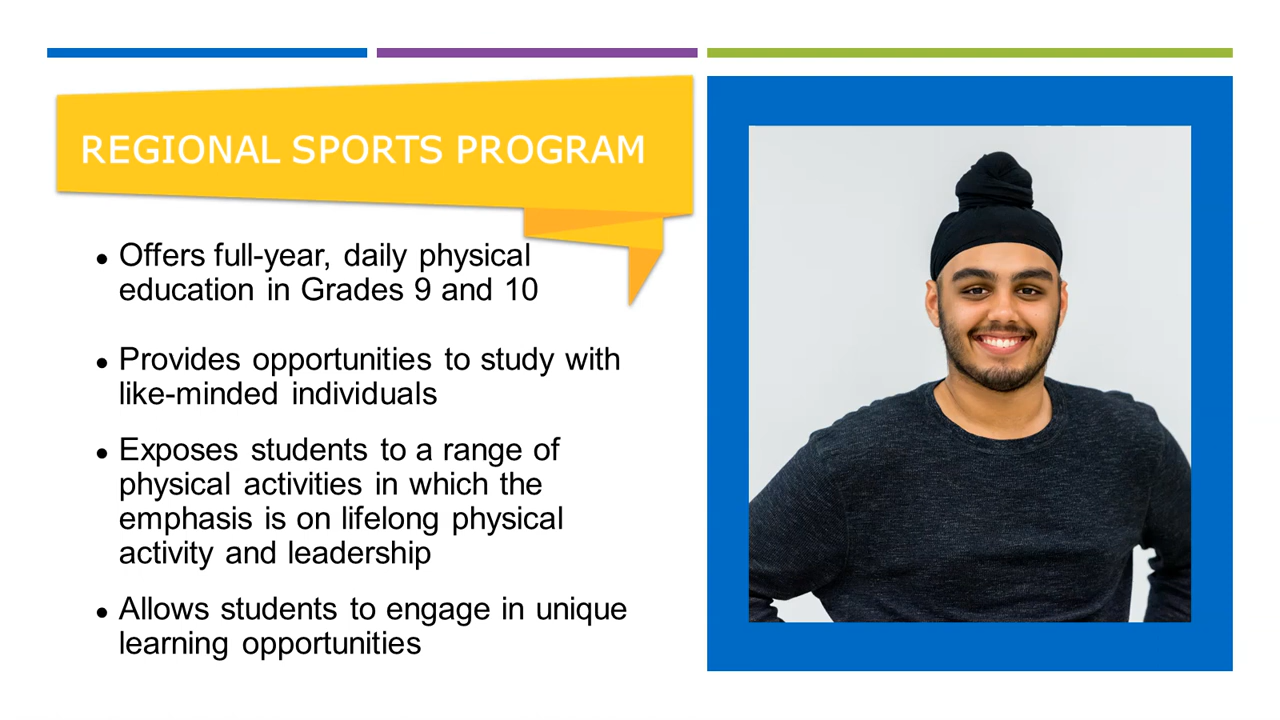 REGIONAL SPORTS PROGRAM
● Offers full-year, daily physical
education in Grades 9 and 10
● Provides opportunities to study with
like-minded individuals
● Exposes students to a range of
physical activities in which the
emphasis is on lifelong physical
activity and leadership
● Allows students to engage in unique
learning opportunities